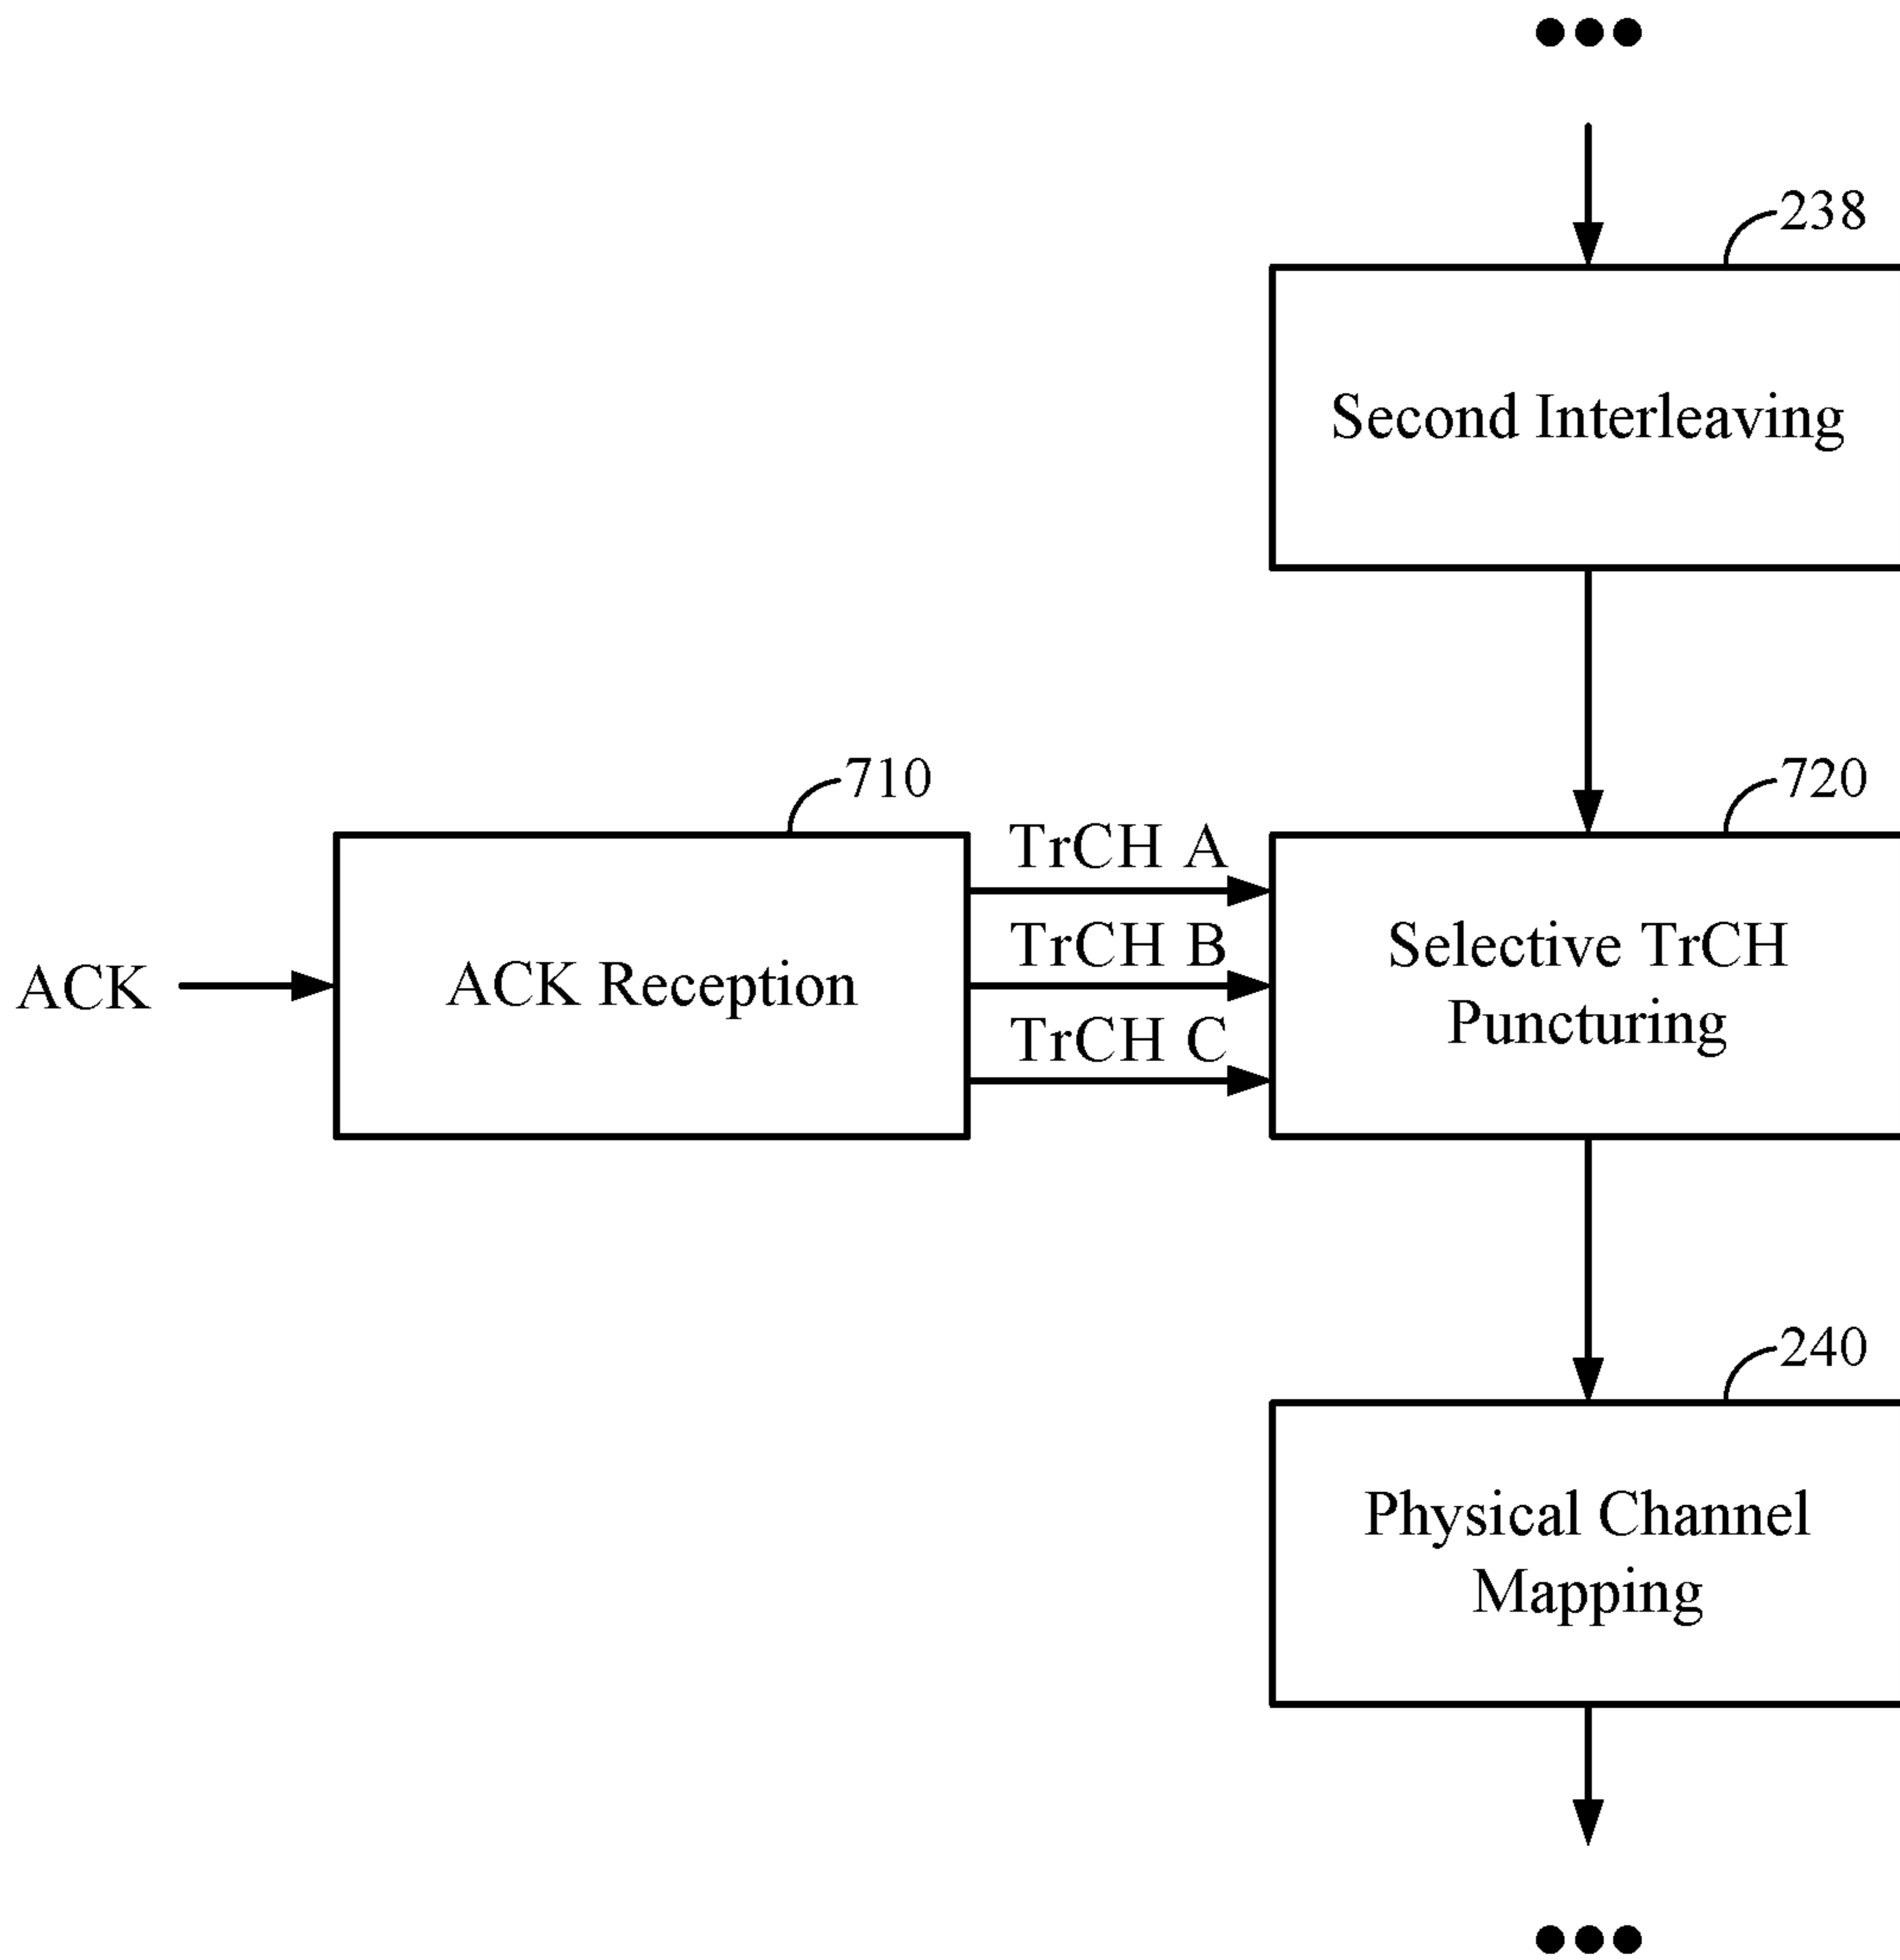 238
Second Interleaving
710
720
TrCH A
TrCH B
TrCH C
ACK
ACK Reception
Selective TrCH
Puncturing
240
Physical Channel
Mapping